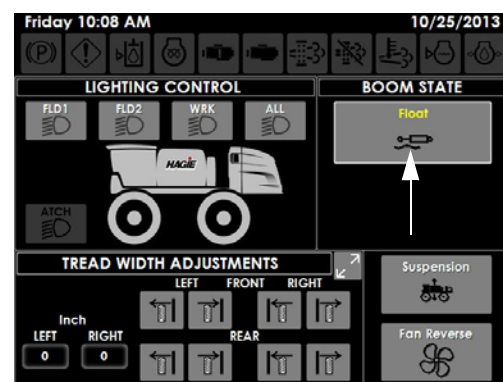 Friday 10:08 AM 10/25/2013
(P)
LIGHTING CONTROL
BOOM STATE
FLD1 FLD2 WRK ALL
Float
HAGIE
ATCH
TREAD WIDTH ADJUSTMENTS
LEFT FRONT RIGHT
Suspension
Inch
LEFT RIGHT REAR
0 0
Fan Reverse